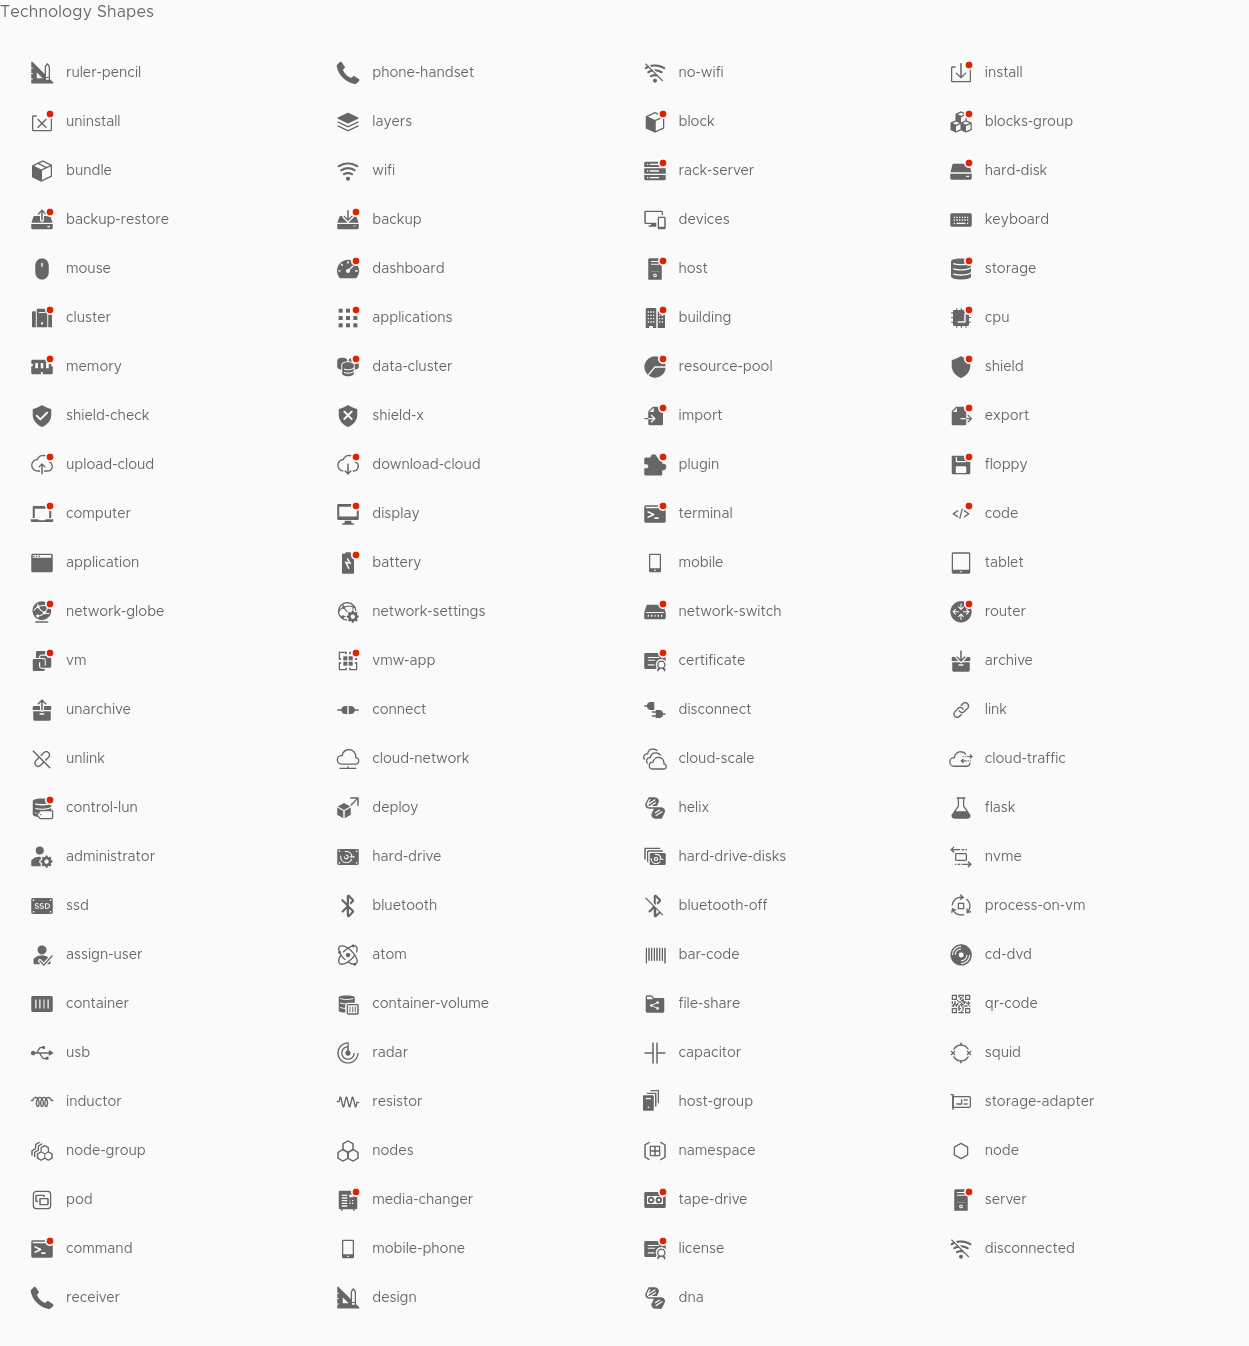 Technology Shapes
ruler-pencil phone-handset no-wifi install
uninstall layers block blocks-group
bundle wifi rack-server hard-disk
backup-restore backup devices keyboard
mouse dashboard host storage
cluster applications building cpu
memory data-cluster resource-pool shield
shield-check shield-x import export
upload-cloud download-cloud plugin floppy
computer display terminal code
application battery mobile tablet
network-globe network-settings network-switch router
vm vmw-app certificate archive
unarchive connect disconnect link
unlink cloud-network cloud-scale cloud-traffic
control-lun deploy helix flask
administrator hard-drive hard-drive-disks nvme
SSD ssd bluetooth bluetooth-off process-on-vm
assign-user atom bar-code cd-dvd
container container-volume file-share qr-code
usb radar capacitor squid
inductor resistor host-group storage-adapter
node-group nodes namespace node
pod media-changer tape-drive server
command mobile-phone license disconnected
receiver design dna